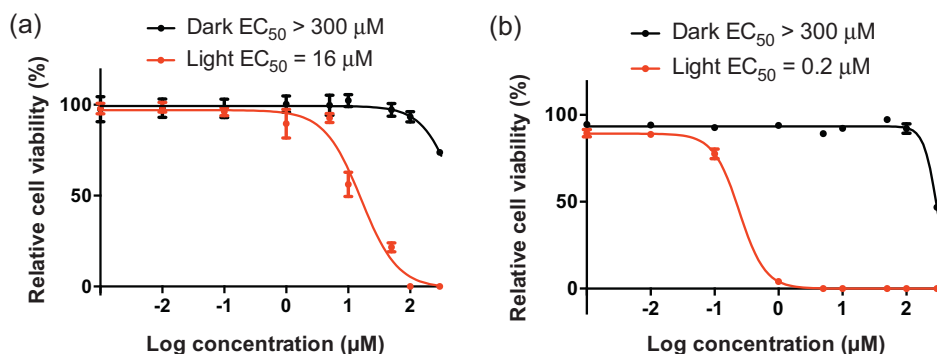 (a)
Dark EC50 > 300 µM
Light EC50 = 16 µM
Relative cell viability (%)
100
50
0
-2 -1 0 1 2
Log concentration (µM)
(b)
Dark EC50 > 300 µM
Light EC50 = 0.2 µM
Relative cell viability (%)
100
50
0
-2 -1 0 1 2
Log concentration (µM)